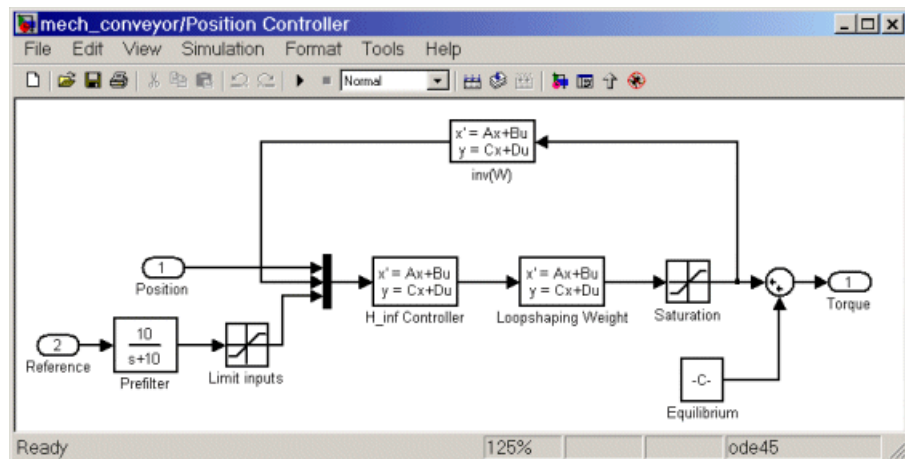 mech_conveyor/Position Controller
File Edit View Simulation Format Tools Help
Normal
x' = Ax+Bu
y = Cx+Du
inv(W)
1
Position
x' = Ax+Bu
y = Cx+Du
H_inf Controller
x' = Ax+Bu
y = Cx+Du
Loopshaping Weight
Saturation
1
Torque
2
Reference
10
s+10
Prefilter
Limit inputs
-C-
Equilibrium
Ready 125% ode45